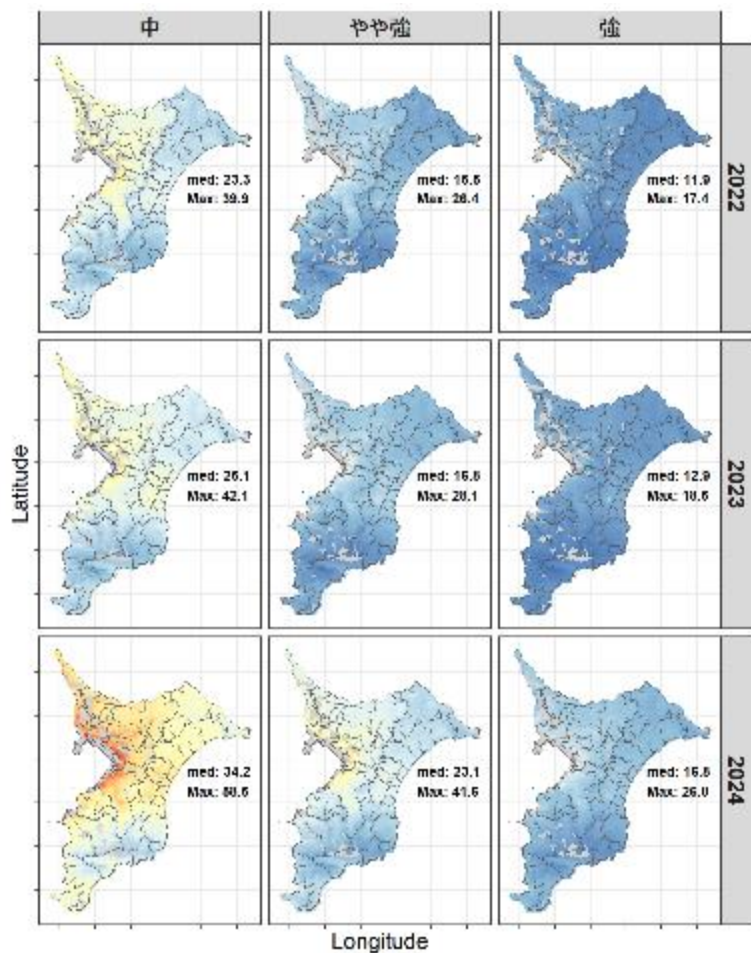 中 やや強 強
med: 23.3
Max: 39.9
med: 16.6
Max: 26.4
med: 11.9
Max: 17.4
2022
med: 26.1
Max: 42.1
med: 16.8
Max: 28.1
med: 12.9
Max: 18.6
2023
med: 34.2
Max: 58.6
med: 23.1
Max: 41.6
med: 16.8
Max: 26.0
2024
Latitude
Longitude